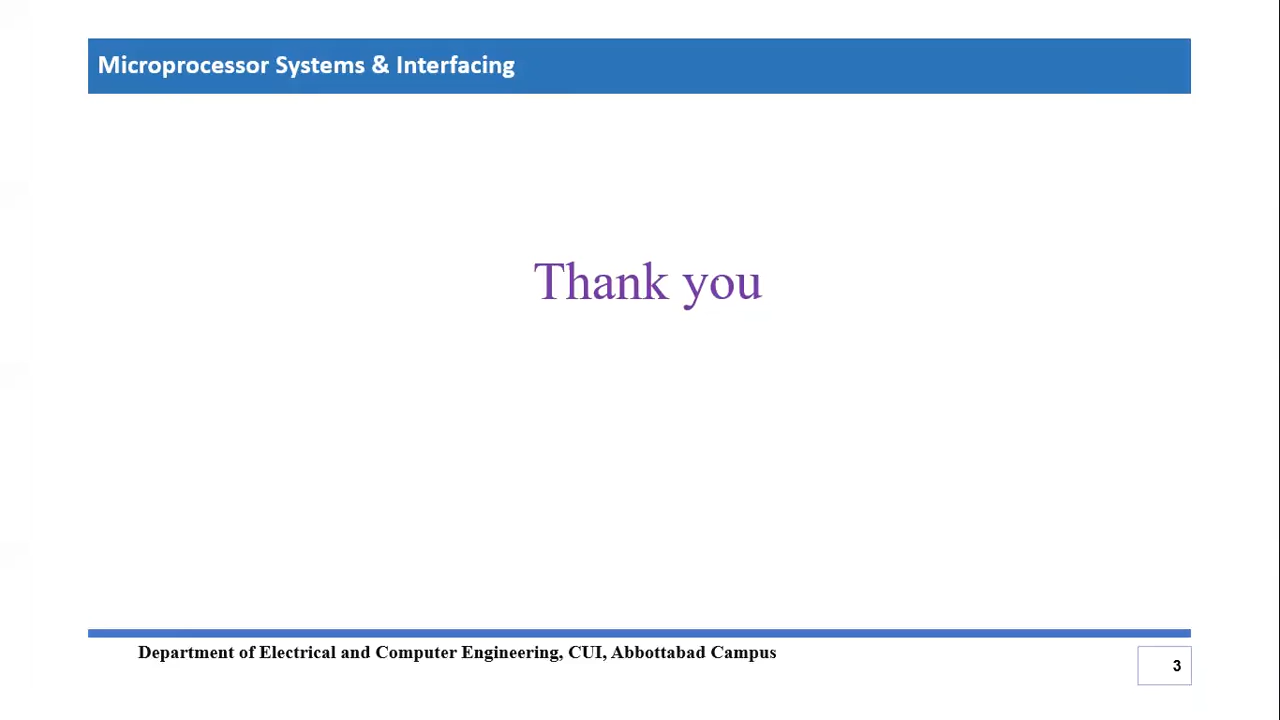 Microprocessor Systems & Interfacing
Thank you
Department of Electrical and Computer Engineering, CUI, Abbottabad Campus
3